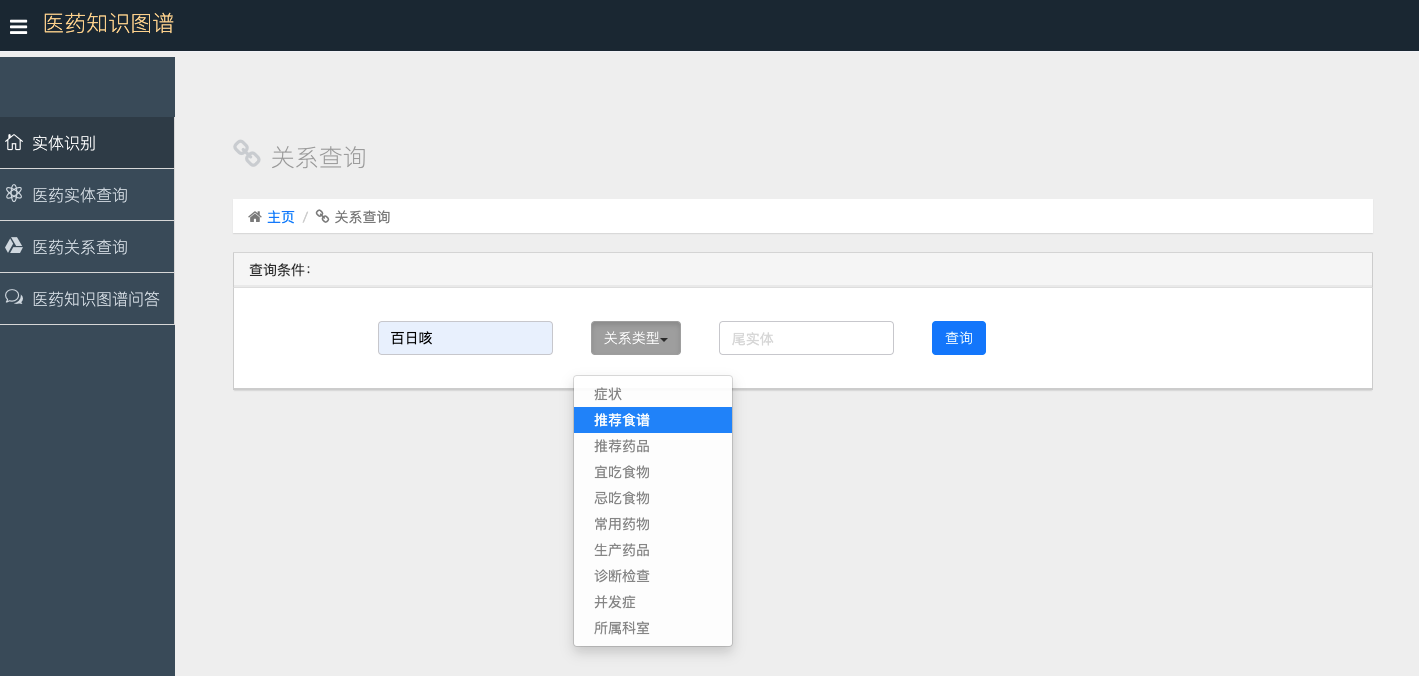 医药知识图谱
实体识别
医药实体查询
医药关系查询
医药知识图谱问答
关系查询
主页 / 关系查询
查询条件：
百日咳 关系类型 尾实体 查询
症状
推荐食谱
推荐药品
宜吃食物
忌吃食物
常用药物
生产药品
诊断检查
并发症
所属科室